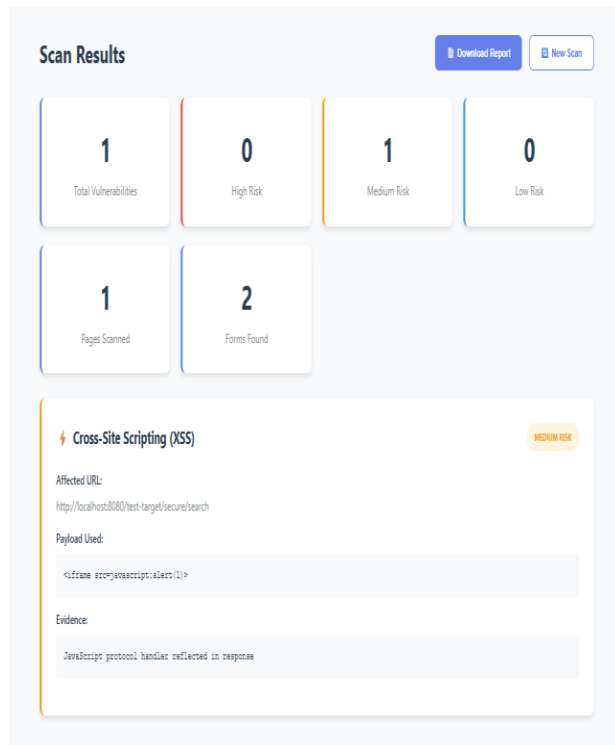 Scan Results
Download Report
New Scan
1
0
1
0
Total Vulnerabilities
High Risk
Medium Risk
Low Risk
1
2
Pages Scanned
Forms Found
Cross-Site Scripting (XSS)
MEDIUM RISK
Affected URL:
http://localhost:8080/test-target/secure/search
Payload Used:
<iframe src=javascript:alert(1)>
Evidence:
JavaScript protocol handler reflected in response